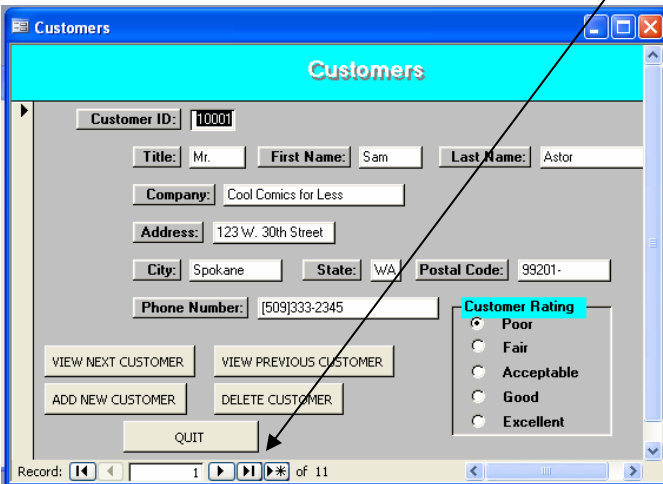 Customers
Customers
Customer ID: 10001
Title: Mr. First Name: Sam Last Name: Astor
Company: Cool Comics for Less
Address: 123 W. 30th Street
City: Spokane State: WA Postal Code: 99201-
Phone Number: [509]333-2345
Customer Rating
Poor
Fair
Acceptable
Good
Excellent
VIEW NEXT CUSTOMER VIEW PREVIOUS CUSTOMER
ADD NEW CUSTOMER DELETE CUSTOMER
QUIT
Record: 1 of 11